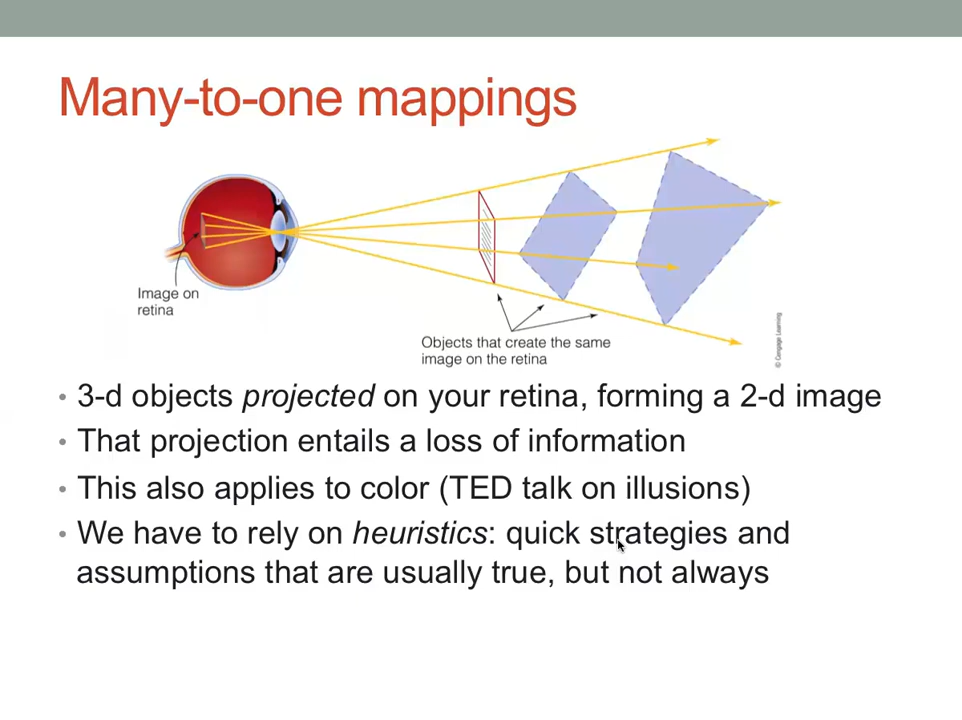 Many-to-one mappings
Image on
retina
Objects that create the same
image on the retina
© Cengage Learning
• 3-d objects projected on your retina, forming a 2-d image
• That projection entails a loss of information
• This also applies to color (TED talk on illusions)
• We have to rely on heuristics: quick strategies and
assumptions that are usually true, but not always